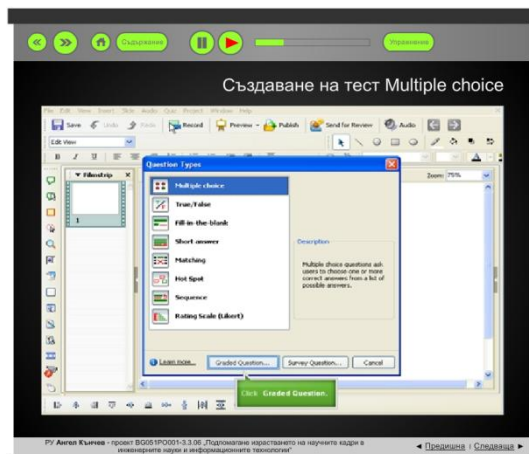 Съдържание
Упражнения
Създаване на тест Multiple choice
File Edit View Insert Slide Audio Quiz Project Window Help
Save Undo Redo Record Preview Publish Send for Review Audio
Edit View
B I U
Filmstrip
Zoom: 75%
1
Question Types
Multiple choice
True/False
Fill-in-the-blank
Short answer
Matching
Hot Spot
Sequence
Rating Scale (Likert)
Description
Multiple choice questions ask
users to choose one or more
correct answers from a list of
possible answers.
Learn more... Graded Question... Survey Question... Cancel
Click Graded Question.
РУ Ангел Кънчев - проект BG051PO001-3.3.06 „Подпомагане израстването на научните кадри в
инженерните науки и информационните технологии"
◄ Предишна | Следваща ►